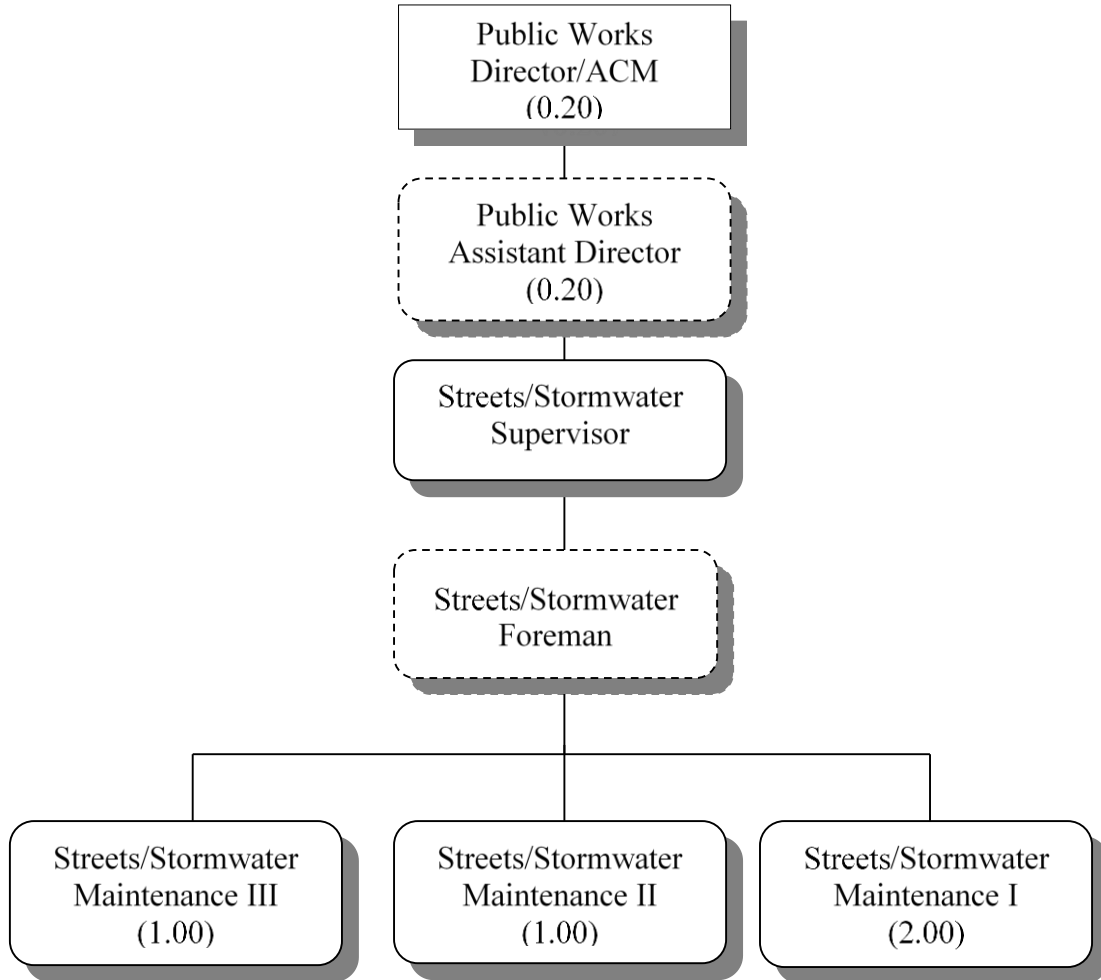 Public Works
Director/ACM
(0.20)
Public Works
Assistant Director
(0.20)
Streets/Stormwater
Supervisor
Streets/Stormwater
Foreman
Streets/Stormwater
Maintenance III
(1.00)
Streets/Stormwater
Maintenance II
(1.00)
Streets/Stormwater
Maintenance I
(2.00)